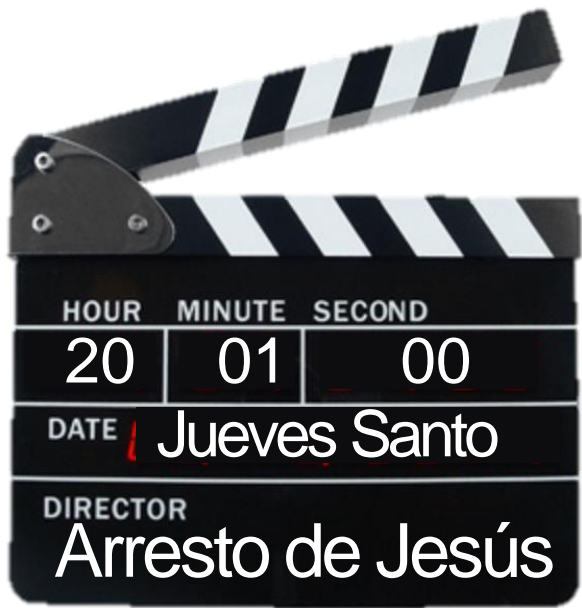 HOUR MINUTE SECOND
20 01 00
DATE Jueves Santo
DIRECTOR
Arresto de Jesús